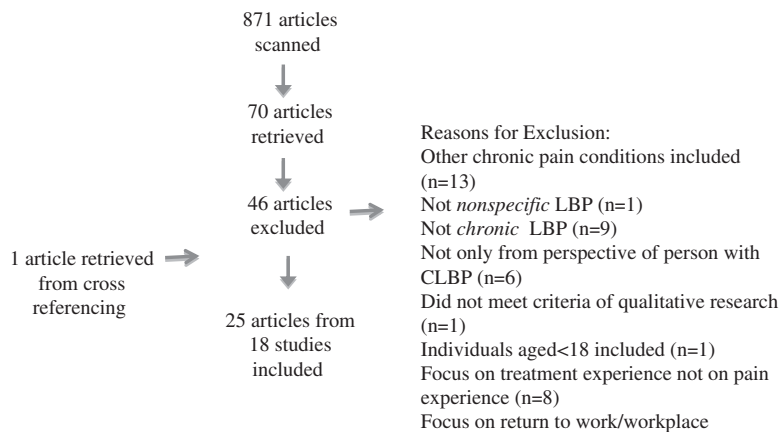 871 articles
scanned
70 articles
retrieved
46 articles
excluded
1 article retrieved
from cross
referencing
25 articles from
18 studies
included
Reasons for Exclusion:
Other chronic pain conditions included
(n=13)
Not nonspecific LBP (n=1)
Not chronic LBP (n=9)
Not only from perspective of person with
CLBP (n=6)
Did not meet criteria of qualitative research
(n=1)
Individuals aged<18 included (n=1)
Focus on treatment experience not on pain
experience (n=8)
Focus on return to work/workplace